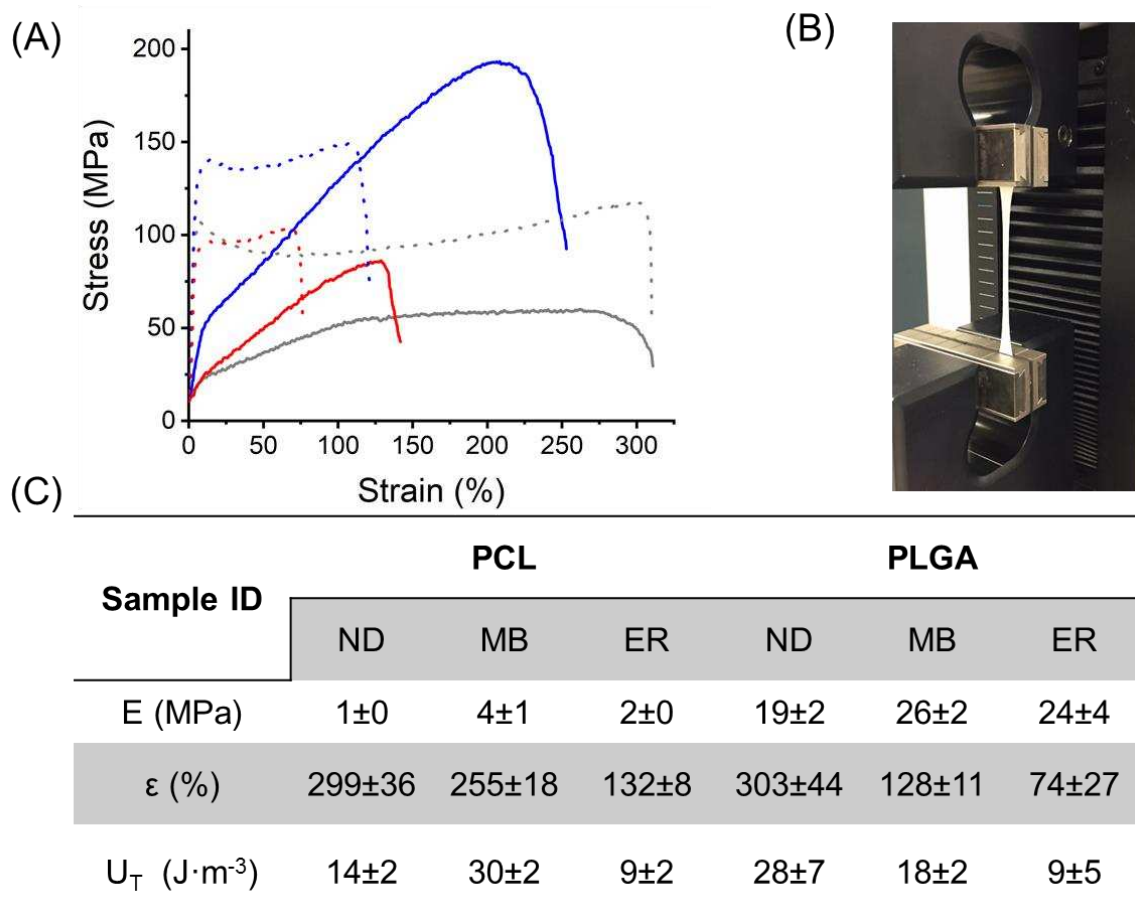 (A)
(B)
200
150
100
50
0
Stress (MPa)
0 50 100 150 200 250 300
Strain (%)
(C)
Sample ID PCL PLGA
ND MB ER ND MB ER
E (MPa) 1±0 4±1 2±0 19±2 26±2 24±4
ε (%) 299±36 255±18 132±8 303±44 128±11 74±27
U_T (J·m⁻³) 14±2 30±2 9±2 28±7 18±2 9±5